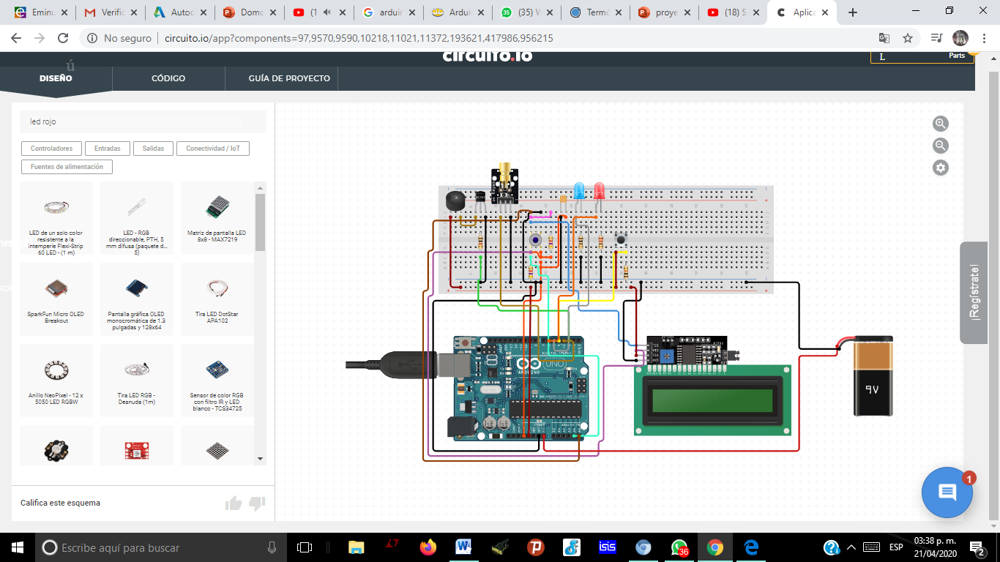 Eminu
Verific
Autoc
Domc
(1
arduir
Ardui
(35) W
Termó
proye
(18) S
Aplica
No seguro | circuito.io/app?components=97,9570,9590,10218,11021,11372,193621,417986,956215
circuito.io
L
Parts
ú
DISEÑO
CÓDIGO
GUÍA DE PROYECTO
led rojo
Controladores
Entradas
Salidas
Conectividad / IoT
Fuentes de alimentación
LED de un solo color
resistente a la
intemperie Flexi-Strip
60 LED - (1 m)
LED - RGB
direccionable, PTH, 5
mm difusa (paquete d...
5)
Matriz de pantalla LED
8x8 - MAX7219
SparkFun Micro OLED
Breakout
Pantalla gráfica OLED
monocromática de 1.3
pulgadas y 128x64
Tira LED DotStar
APA102
Anillo NeoPixel - 12 x
5050 LED RGBW
Tira LED RGB -
Desnuda (1m)
Sensor de color RGB
con filtro IR y LED
blanco - TCS34725
UNO
ARDUINO
9V
¡Regístrate!
1
Califica este esquema
Escribe aquí para buscar
36
ESP
03:38 p. m.
21/04/2020
2